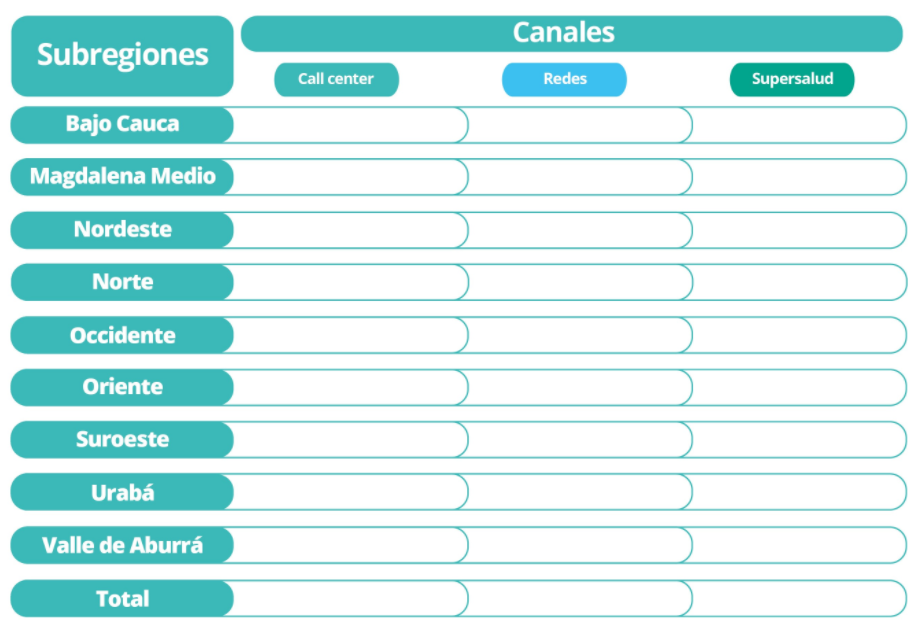 Subregiones
Canales
Call center
Redes
Supersalud
Bajo Cauca
Magdalena Medio
Nordeste
Norte
Occidente
Oriente
Suroeste
Urabá
Valle de Aburrá
Total